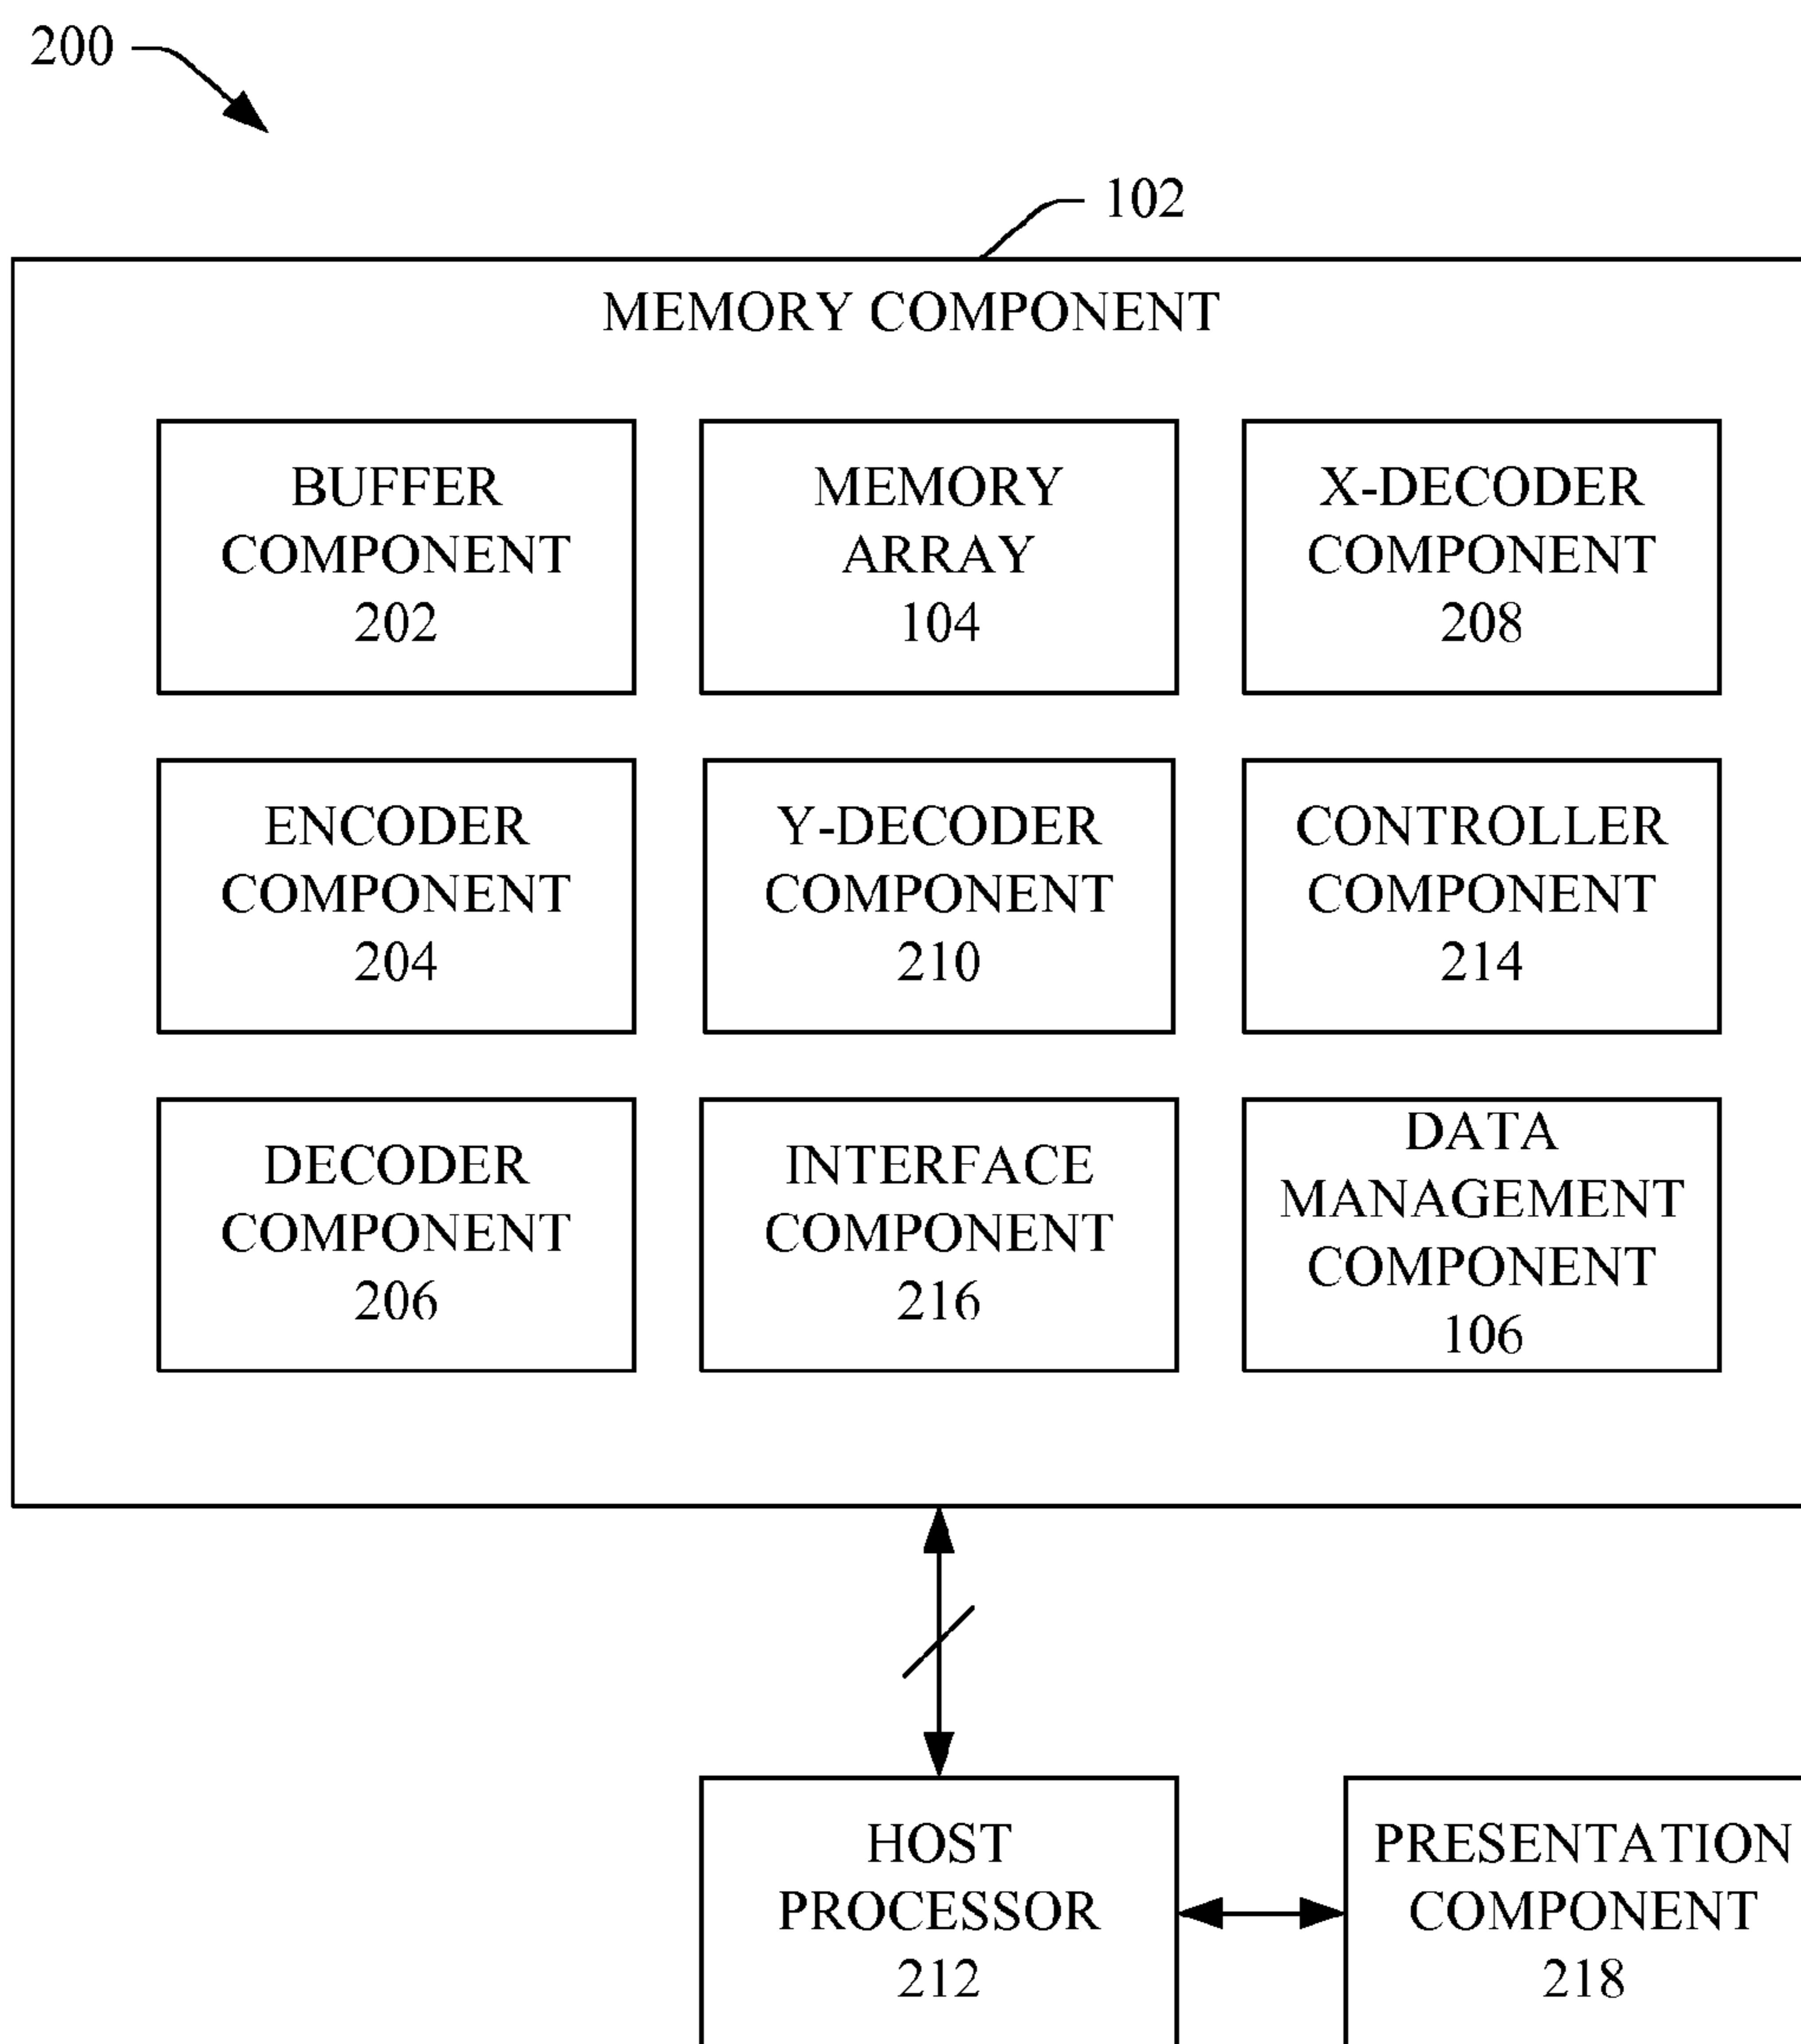 200
102
MEMORY COMPONENT
BUFFER
COMPONENT
202
MEMORY
ARRAY
104
X-DECODER
COMPONENT
208
ENCODER
COMPONENT
204
Y-DECODER
COMPONENT
210
CONTROLLER
COMPONENT
214
DECODER
COMPONENT
206
INTERFACE
COMPONENT
216
DATA
MANAGEMENT
COMPONENT
106
HOST
PROCESSOR
212
PRESENTATION
COMPONENT
218